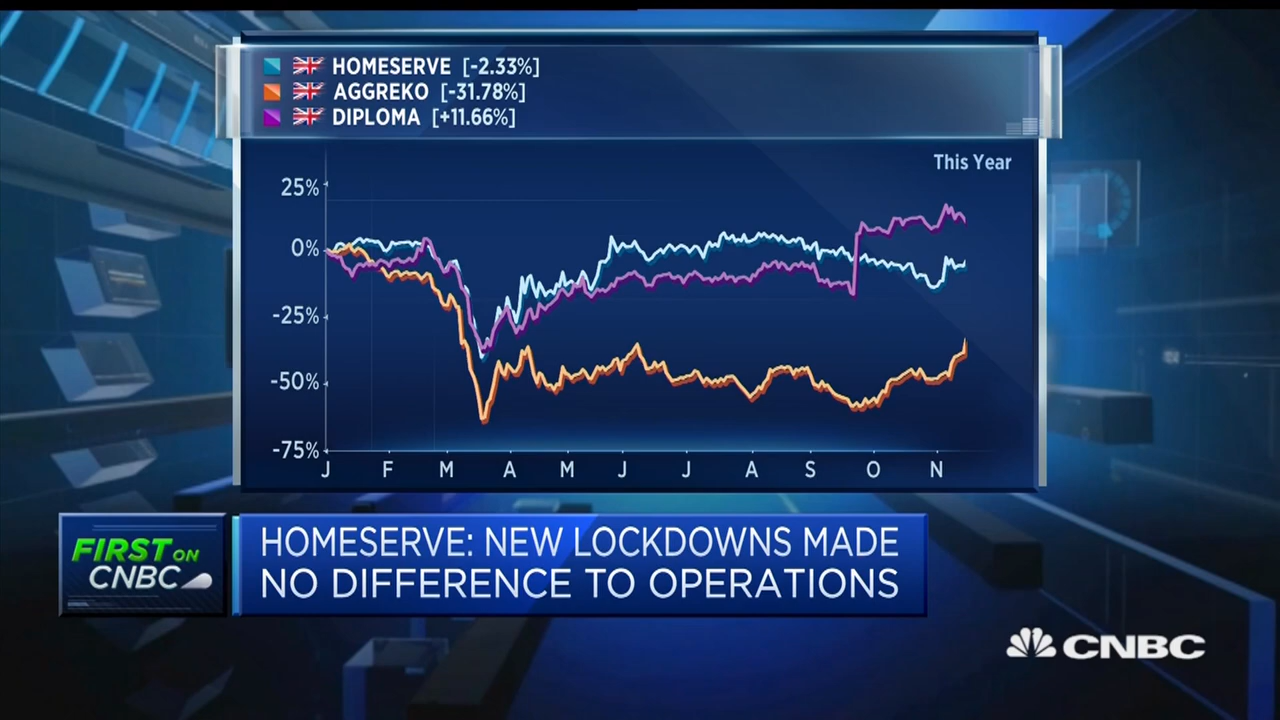 HOMESERVE [-2.33%]
AGGREKO [-31.78%]
DIPLOMA [+11.66%]
This Year
25%
0%
-25%
-50%
-75%
J F M A M J J A S O N
FIRST ON
CNBC
HOMESERVE: NEW LOCKDOWNS MADE
NO DIFFERENCE TO OPERATIONS
CNBC